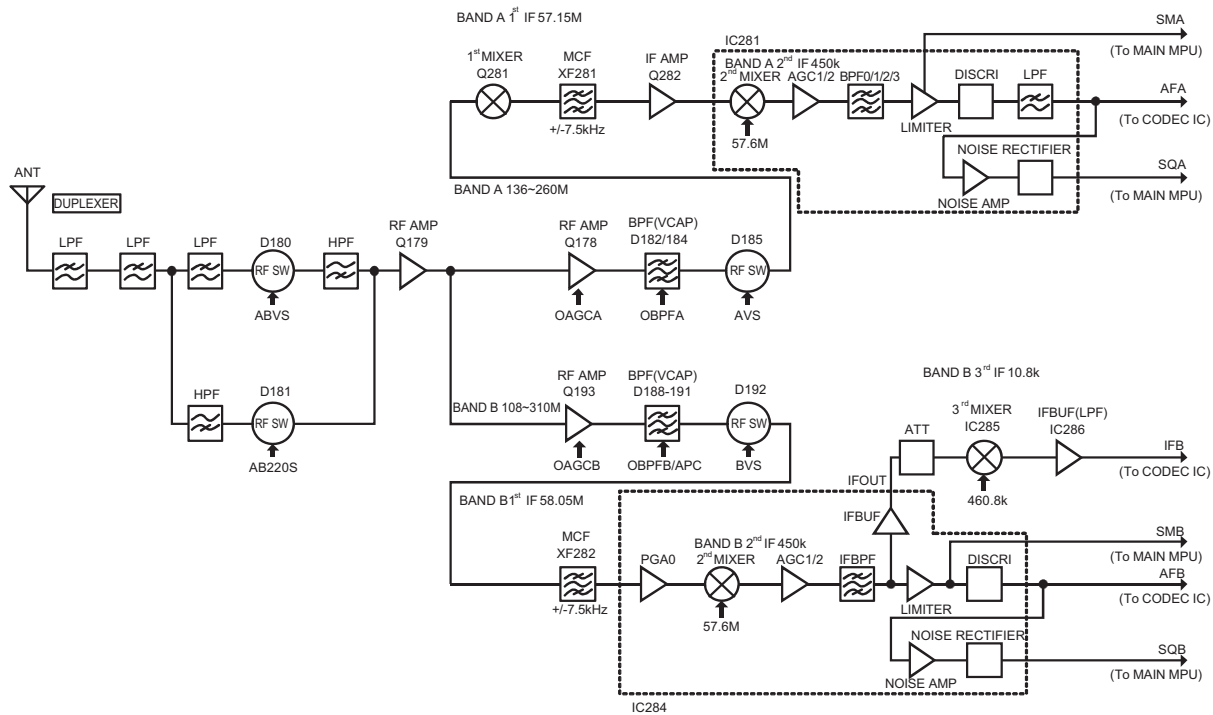 BAND A 1st IF 57.15M
1st MIXER
Q281
MCF
XF281
+/-7.5kHz
IF AMP
Q282
IC281
BAND A 2nd IF 450k
2nd MIXER
57.6M
AGC1/2
BPF0/1/2/3
LIMITER
DISCRI
LPF
SMA
(To MAIN MPU)
AFA
(To CODEC IC)
NOISE RECTIFIER
NOISE AMP
SQA
(To MAIN MPU)
BAND A 136~260M
ANT
DUPLEXER
LPF
LPF
LPF
D180
RF SW
ABVS
HPF
RF AMP
Q179
RF AMP
Q178
OAGCA
BPF(VCAP)
D182/184
OBPFA
D185
RF SW
AVS
HPF
D181
RF SW
AB220S
BAND B 108~310M
RF AMP
Q193
OAGCB
BPF(VCAP)
D188-191
OBPFB/APC
D192
RF SW
BVS
BAND B 3rd IF 10.8k
ATT
3rd MIXER
IC285
460.8k
IFBUF(LPF)
IC286
IFB
(To CODEC IC)
IFOUT
IFBUF
BAND B1st IF 58.05M
MCF
XF282
+/-7.5kHz
PGA0
BAND B 2nd IF 450k
2nd MIXER
57.6M
AGC1/2
IFBPF
LIMITER
DISCRI
SMB
(To MAIN MPU)
AFB
(To CODEC IC)
NOISE RECTIFIER
NOISE AMP
SQB
(To MAIN MPU)
IC284